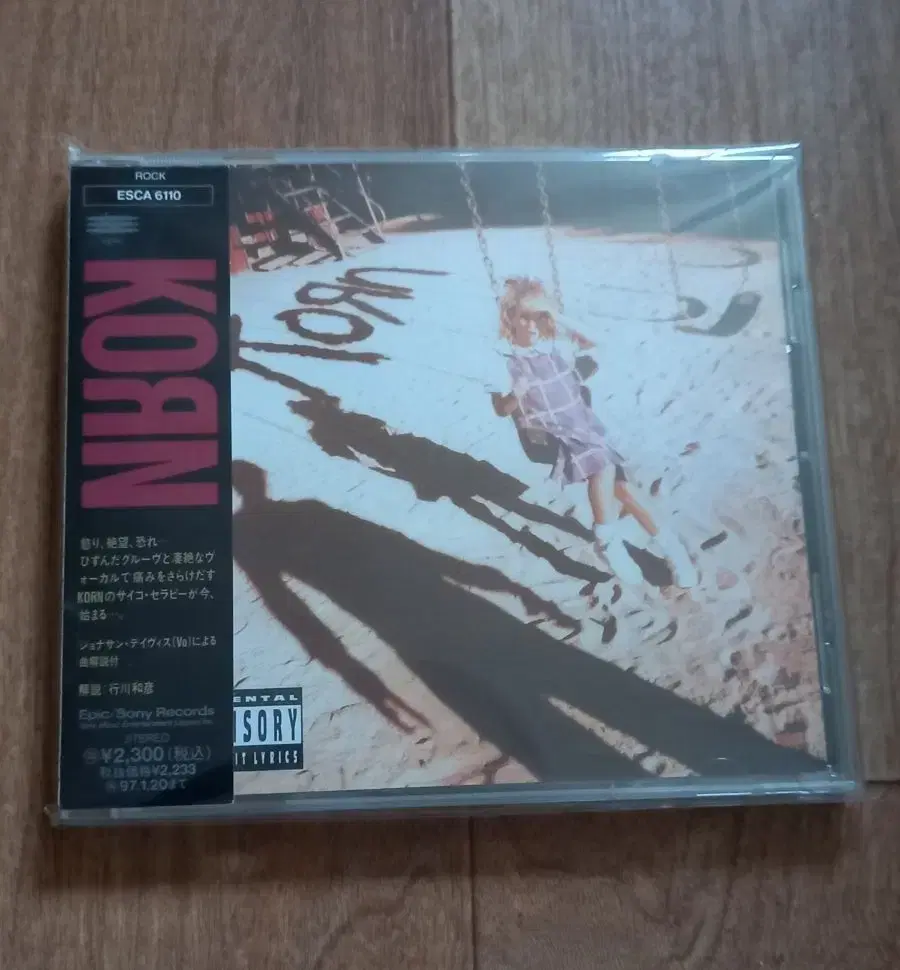 ROCK
ESCA 6110
KOЯN
怒り、絶望、恐れ…
ひずんだグルーヴと凄絶なヴ
ォーカルで痛みをさらけだす
KORNのサイコ・セラピーが今、
始まる…。
ジョナサン・デイヴィス(Vo)による
曲解説付
解説:行川和彦
Epic/Sony Records
STEREO
¥2,300(税込)
税抜価格¥2,233
97.1.20まで
KoЯn
ENTAL
ISORY
IT LYRICS